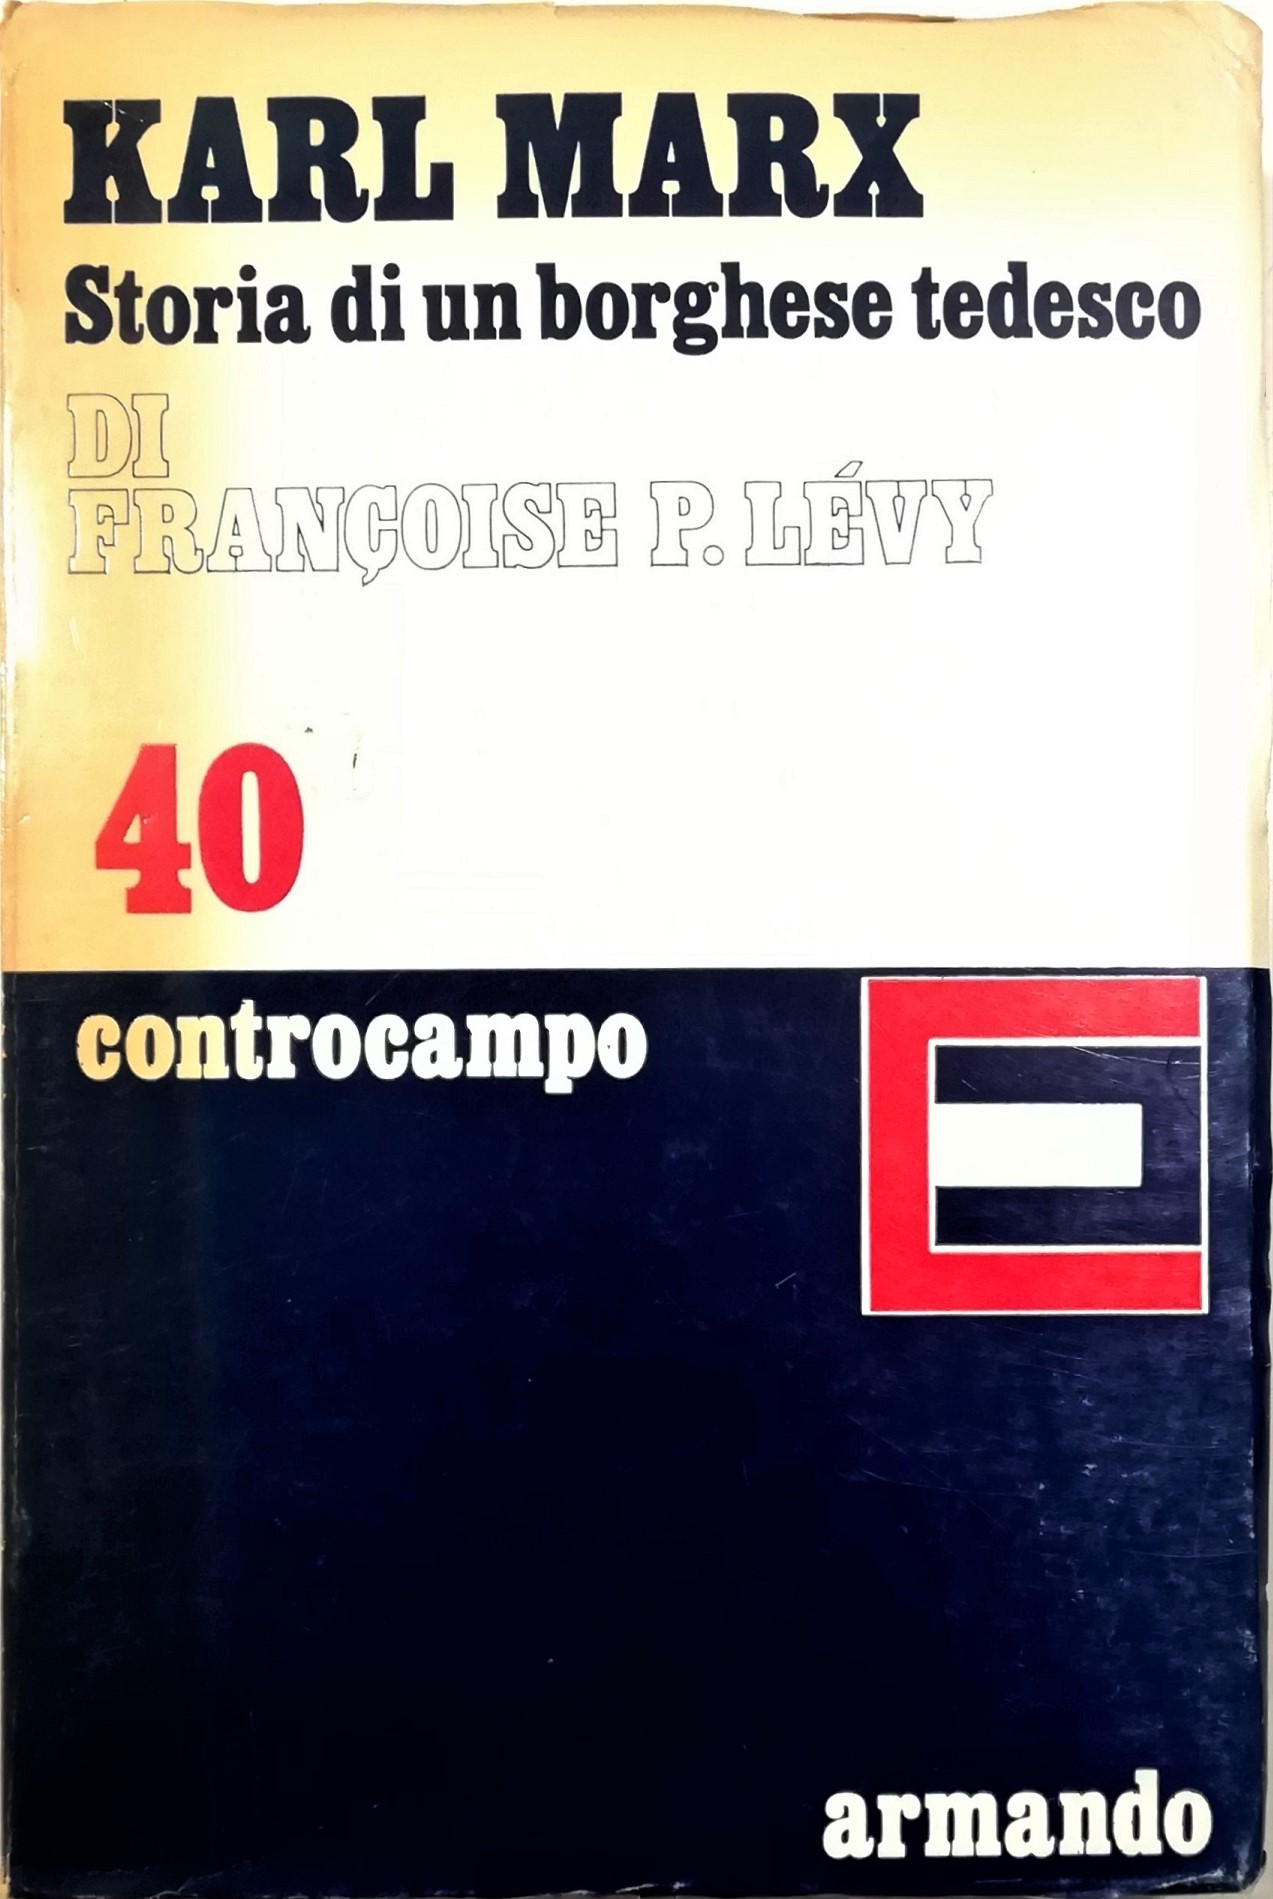 KARL MARX
Storia di un borghese tedesco
DI
FRANÇOISE P. LÉVY
40
controcampo
armando